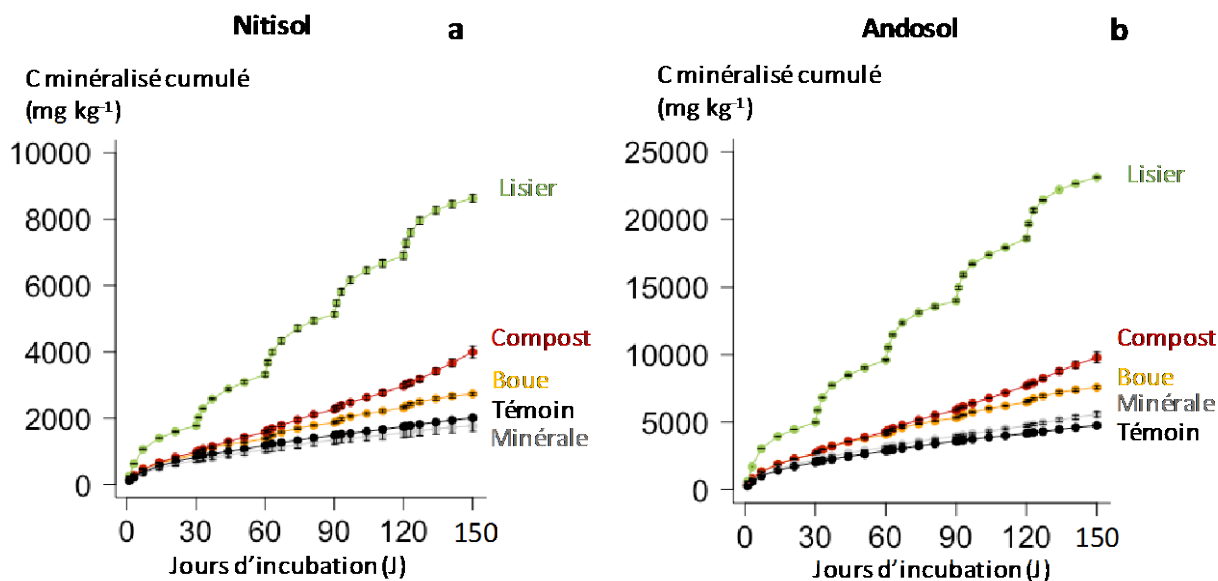 Nitisol
a
C minéralisé cumulé
(mg kg⁻¹)
10000
8000
6000
4000
2000
0
0 30 60 90 120 150
Jours d'incubation (J)
Lisier
Compost
Boue
Témoin
Minérale
Andosol
b
C minéralisé cumulé
(mg kg⁻¹)
25000
20000
15000
10000
5000
0
0 30 60 90 120 150
Jours d'incubation (J)
Lisier
Compost
Boue
Minérale
Témoin